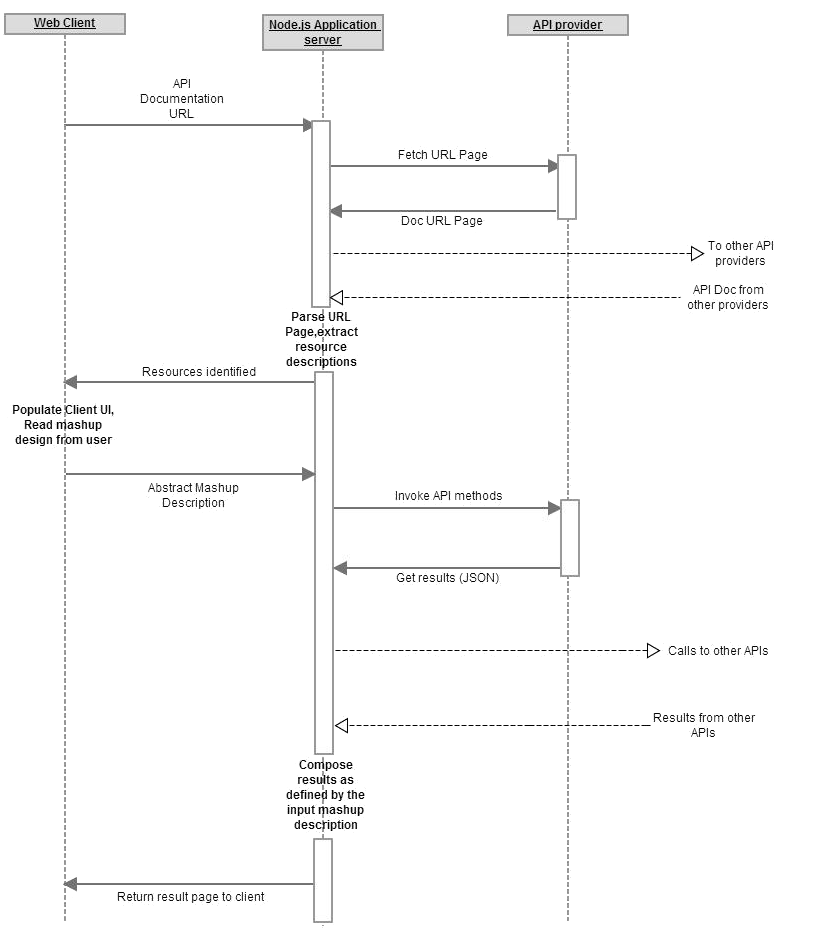 Web Client
Node.js Application
server
API provider
API
Documentation
URL
Fetch URL Page
Doc URL Page
To other API
providers
API Doc from
other providers
Parse URL
Page,extract
resource
descriptions
Resources identified
Populate Client UI,
Read mashup
design from user
Abstract Mashup
Description
Invoke API methods
Get results (JSON)
Calls to other APIs
Results from other
APIs
Compose
results as
defined by the
input mashup
description
Return result page to client